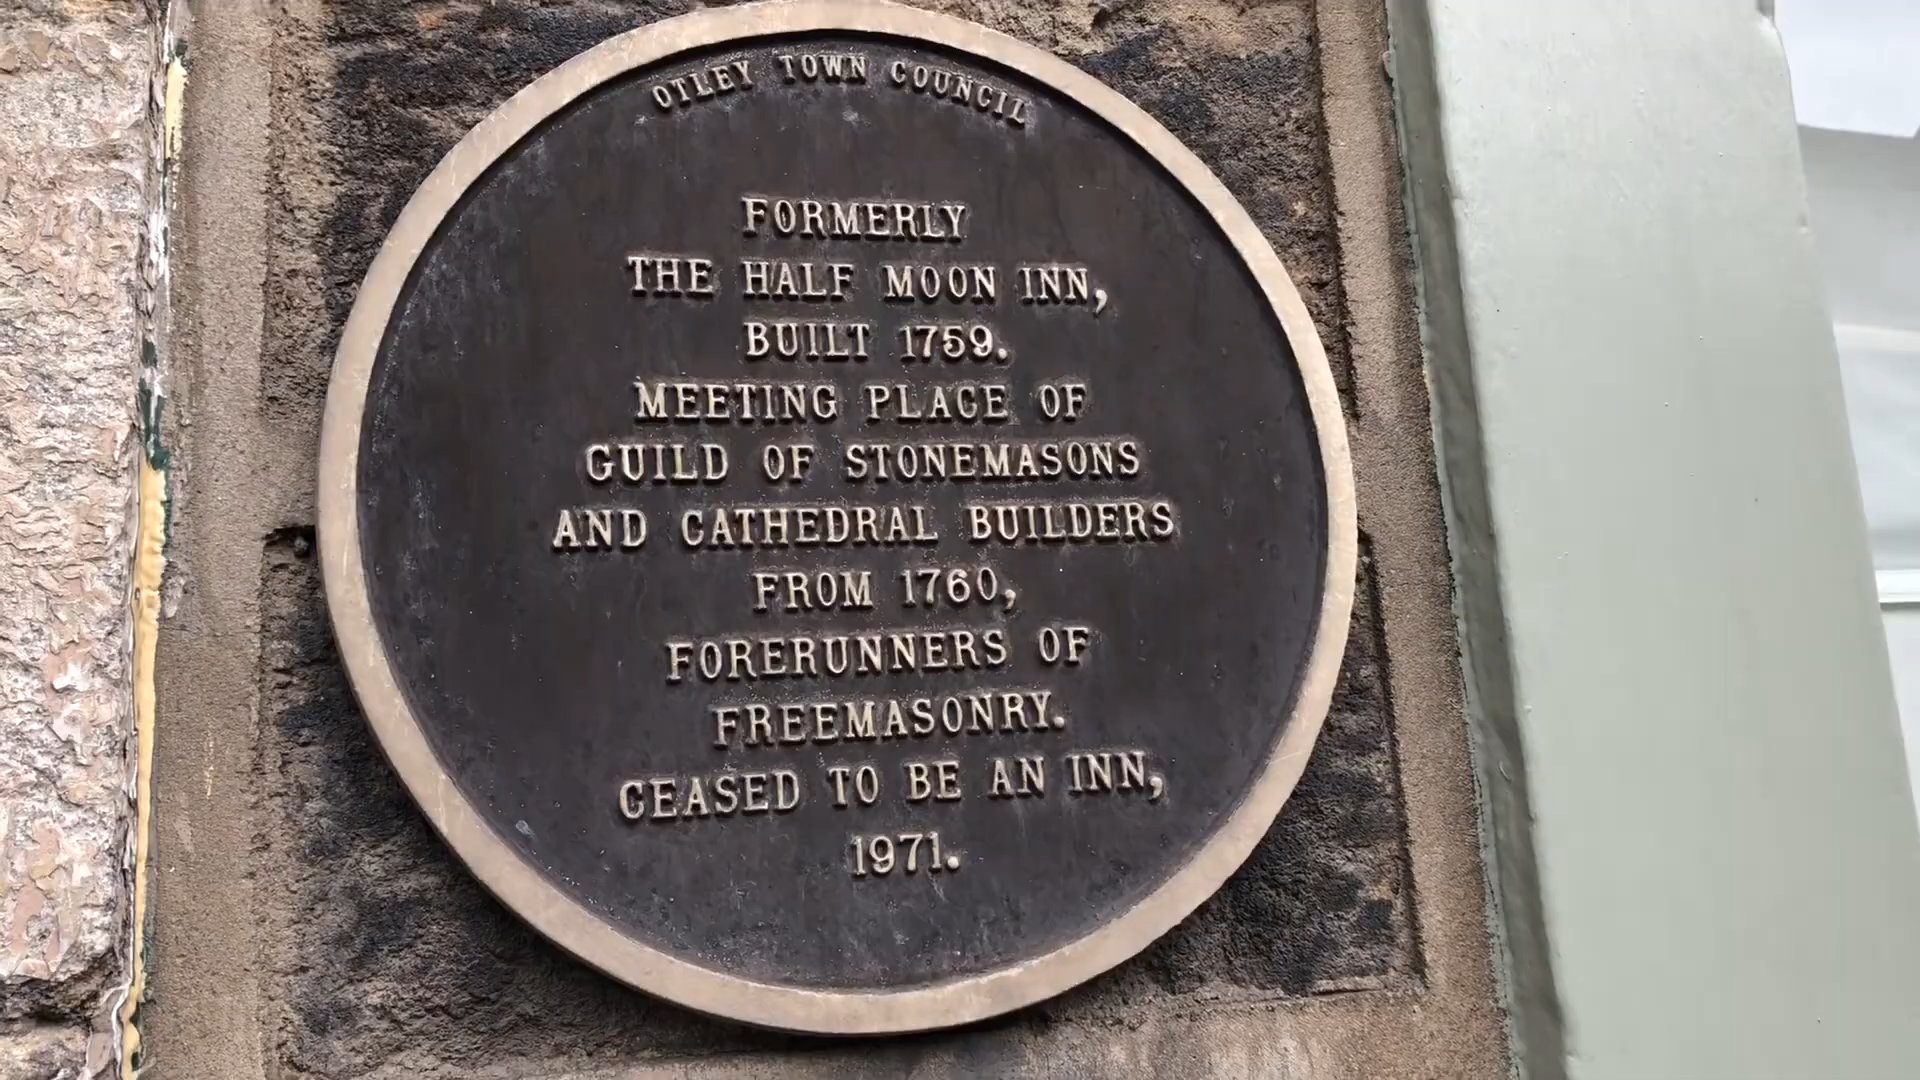 OTLEY TOWN COUNCIL
FORMERLY
THE HALF MOON INN,
BUILT 1759.
MEETING PLACE OF
GUILD OF STONEMASONS
AND CATHEDRAL BUILDERS
FROM 1760,
FORERUNNERS OF
FREEMASONRY.
CEASED TO BE AN INN,
1971.